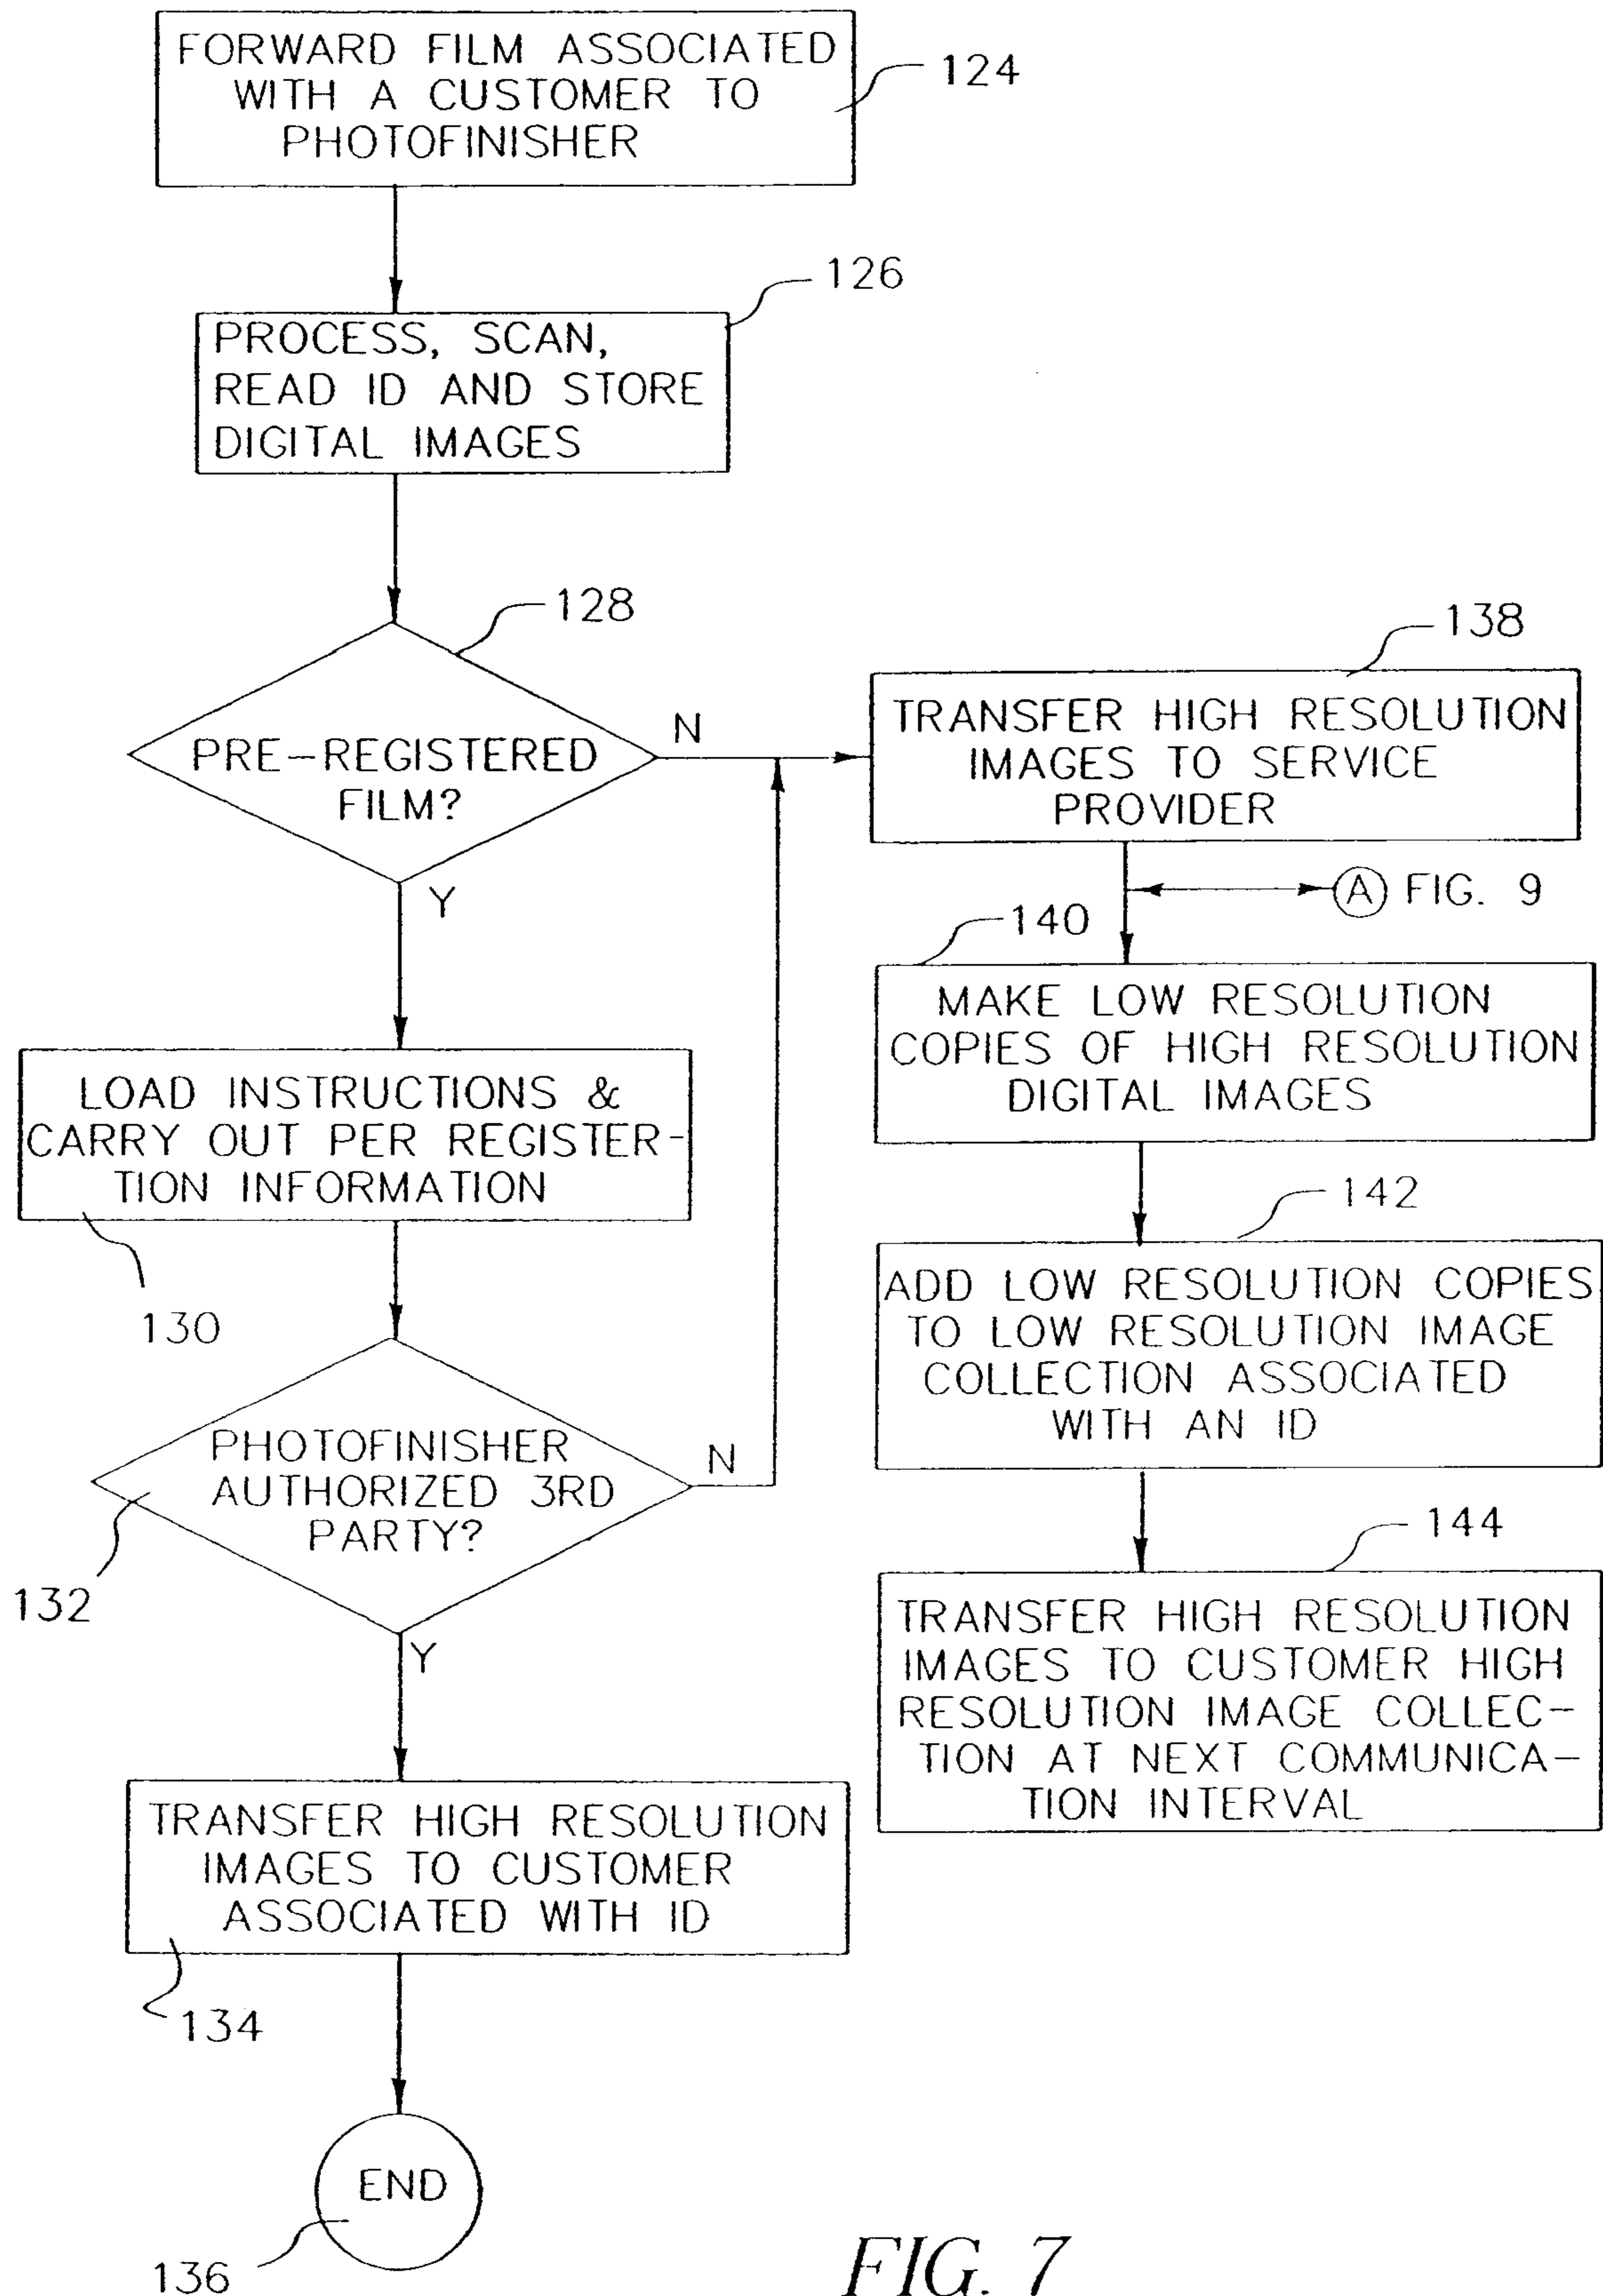 FORWARD FILM ASSOCIATED
WITH A CUSTOMER TO
PHOTOFINISHER
124
126
PROCESS, SCAN,
READ ID AND STORE
DIGITAL IMAGES
128
PRE-REGISTERED
FILM?
N
Y
138
TRANSFER HIGH RESOLUTION
IMAGES TO SERVICE
PROVIDER
A FIG. 9
140
MAKE LOW RESOLUTION
COPIES OF HIGH RESOLUTION
DIGITAL IMAGES
LOAD INSTRUCTIONS &
CARRY OUT PER REGISTER-
TION INFORMATION
130
142
ADD LOW RESOLUTION COPIES
TO LOW RESOLUTION IMAGE
COLLECTION ASSOCIATED
WITH AN ID
PHOTOFINISHER
AUTHORIZED 3RD
PARTY?
N
132
Y
144
TRANSFER HIGH RESOLUTION
IMAGES TO CUSTOMER HIGH
RESOLUTION IMAGE COLLEC-
TION AT NEXT COMMUNICA-
TION INTERVAL
TRANSFER HIGH RESOLUTION
IMAGES TO CUSTOMER
ASSOCIATED WITH ID
134
END
136
FIG. 7